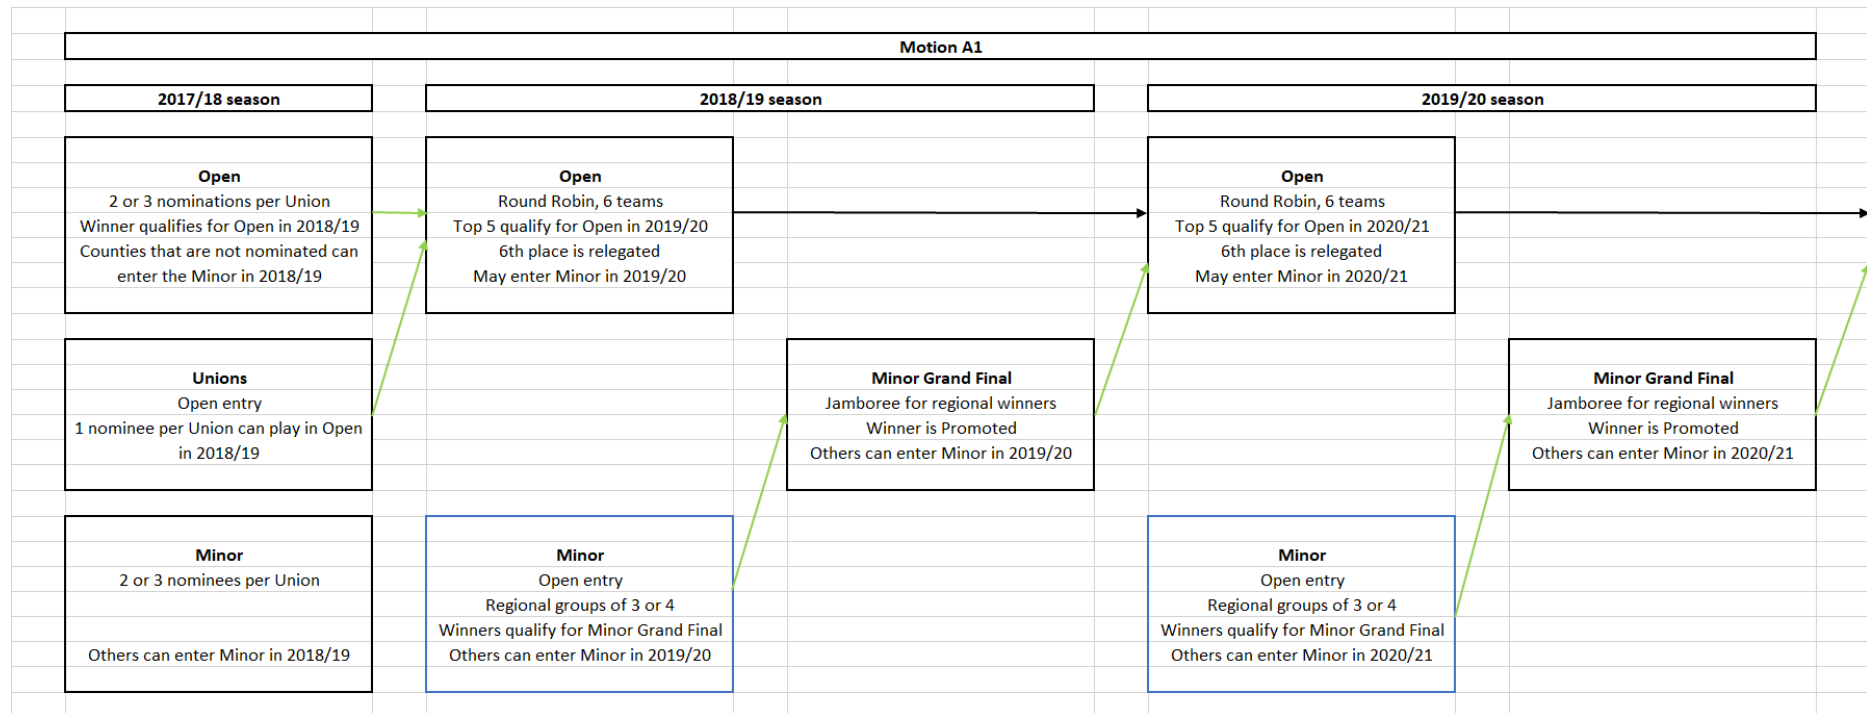 Motion A1
2017/18 season
2018/19 season
2019/20 season
Open
2 or 3 nominations per Union
Winner qualifies for Open in 2018/19
Counties that are not nominated can
enter the Minor in 2018/19
Open
Round Robin, 6 teams
Top 5 qualify for Open in 2019/20
6th place is relegated
May enter Minor in 2019/20
Open
Round Robin, 6 teams
Top 5 qualify for Open in 2020/21
6th place is relegated
May enter Minor in 2020/21
Unions
Open entry
1 nominee per Union can play in Open
in 2018/19
Minor Grand Final
Jamboree for regional winners
Winner is Promoted
Others can enter Minor in 2019/20
Minor Grand Final
Jamboree for regional winners
Winner is Promoted
Others can enter Minor in 2020/21
Minor
2 or 3 nominees per Union
Others can enter Minor in 2018/19
Minor
Open entry
Regional groups of 3 or 4
Winners qualify for Minor Grand Final
Others can enter Minor in 2019/20
Minor
Open entry
Regional groups of 3 or 4
Winners qualify for Minor Grand Final
Others can enter Minor in 2020/21